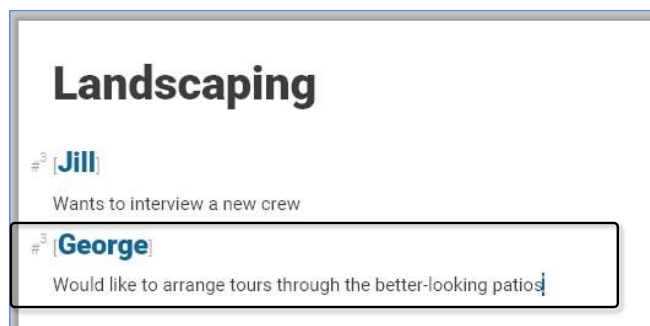 Landscaping
#3 [Jill]
Wants to interview a new crew
#3 [George]
Would like to arrange tours through the better-looking patios